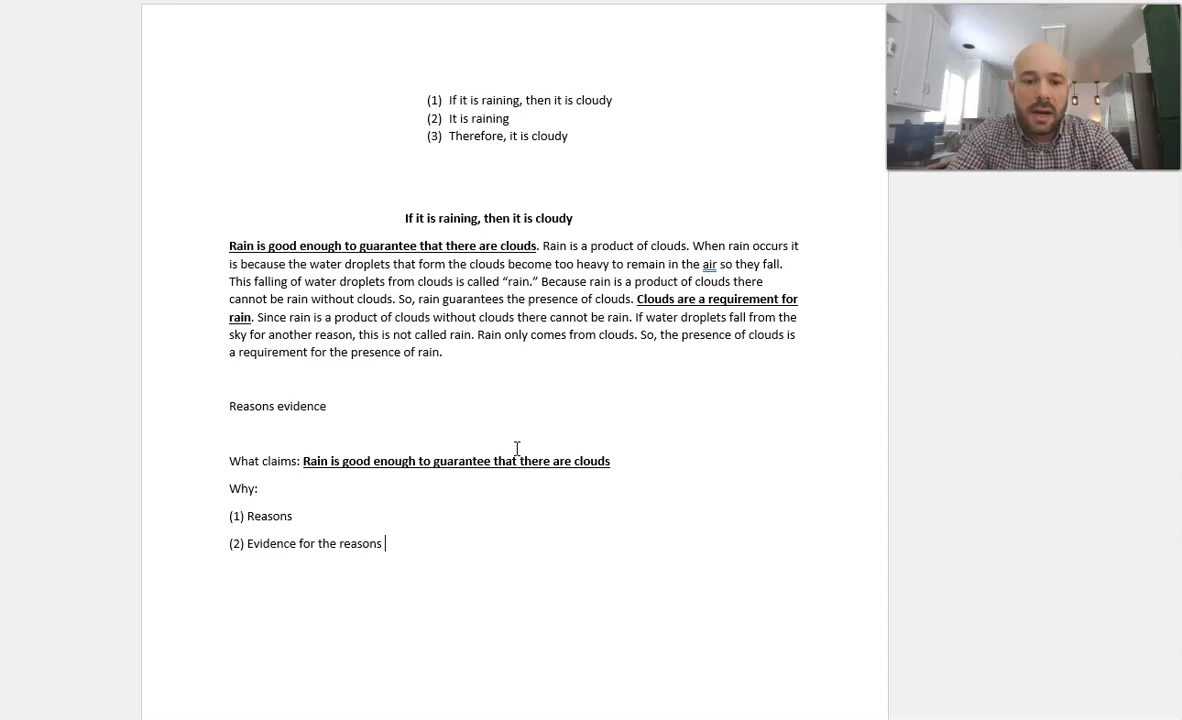 (1) If it is raining, then it is cloudy
(2) It is raining
(3) Therefore, it is cloudy
If it is raining, then it is cloudy
Rain is good enough to guarantee that there are clouds. Rain is a product of clouds. When rain occurs it
is because the water droplets that form the clouds become too heavy to remain in the air so they fall.
This falling of water droplets from clouds is called “rain.” Because rain is a product of clouds there
cannot be rain without clouds. So, rain guarantees the presence of clouds. Clouds are a requirement for
rain. Since rain is a product of clouds without clouds there cannot be rain. If water droplets fall from the
sky for another reason, this is not called rain. Rain only comes from clouds. So, the presence of clouds is
a requirement for the presence of rain.
Reasons evidence
What claims: Rain is good enough to guarantee that there are clouds
Why:
(1) Reasons
(2) Evidence for the reasons